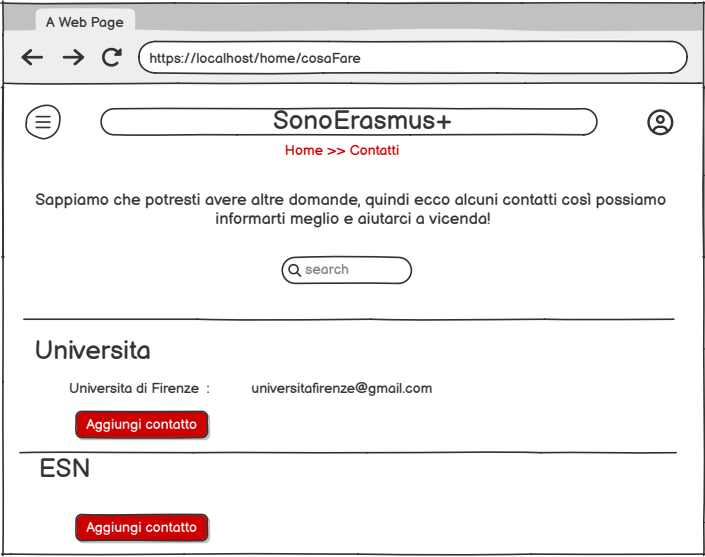 A Web Page
https://localhost/home/cosaFare
SonoErasmus+
Home >> Contatti
Sappiamo che potresti avere altre domande, quindi ecco alcuni contatti così possiamo
informarti meglio e aiutarci a vicenda!
search
Universita
Universita di Firenze : universitafirenze@gmail.com
Aggiungi contatto
ESN
Aggiungi contatto